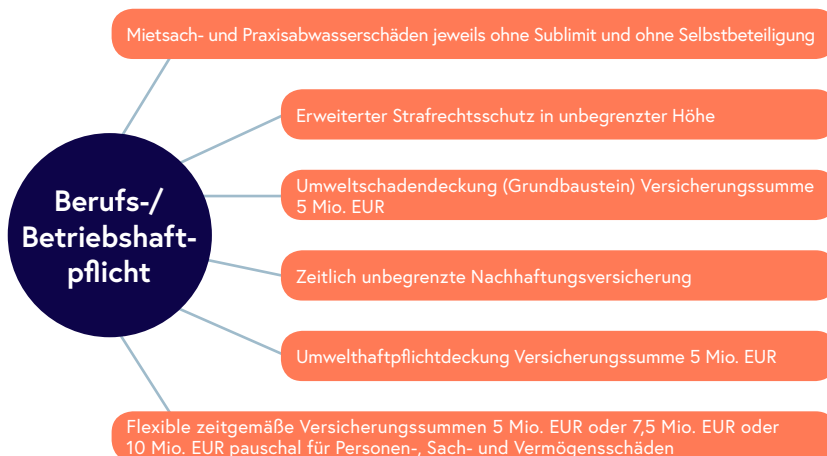 Mietsach- und Praxisabwasserschäden jeweils ohne Sublimit und ohne Selbstbeteiligung
Erweiterter Strafrechtsschutz in unbegrenzter Höhe
Berufs-/
Betriebshaft-
pflicht
Umweltschadendeckung (Grundbaustein) Versicherungssumme
5 Mio. EUR
Zeitlich unbegrenzte Nachhaftungsversicherung
Umwelthaftpflichtdeckung Versicherungssumme 5 Mio. EUR
Flexible zeitgemäße Versicherungssummen 5 Mio. EUR oder 7,5 Mio. EUR oder
10 Mio. EUR pauschal für Personen-, Sach- und Vermögensschäden